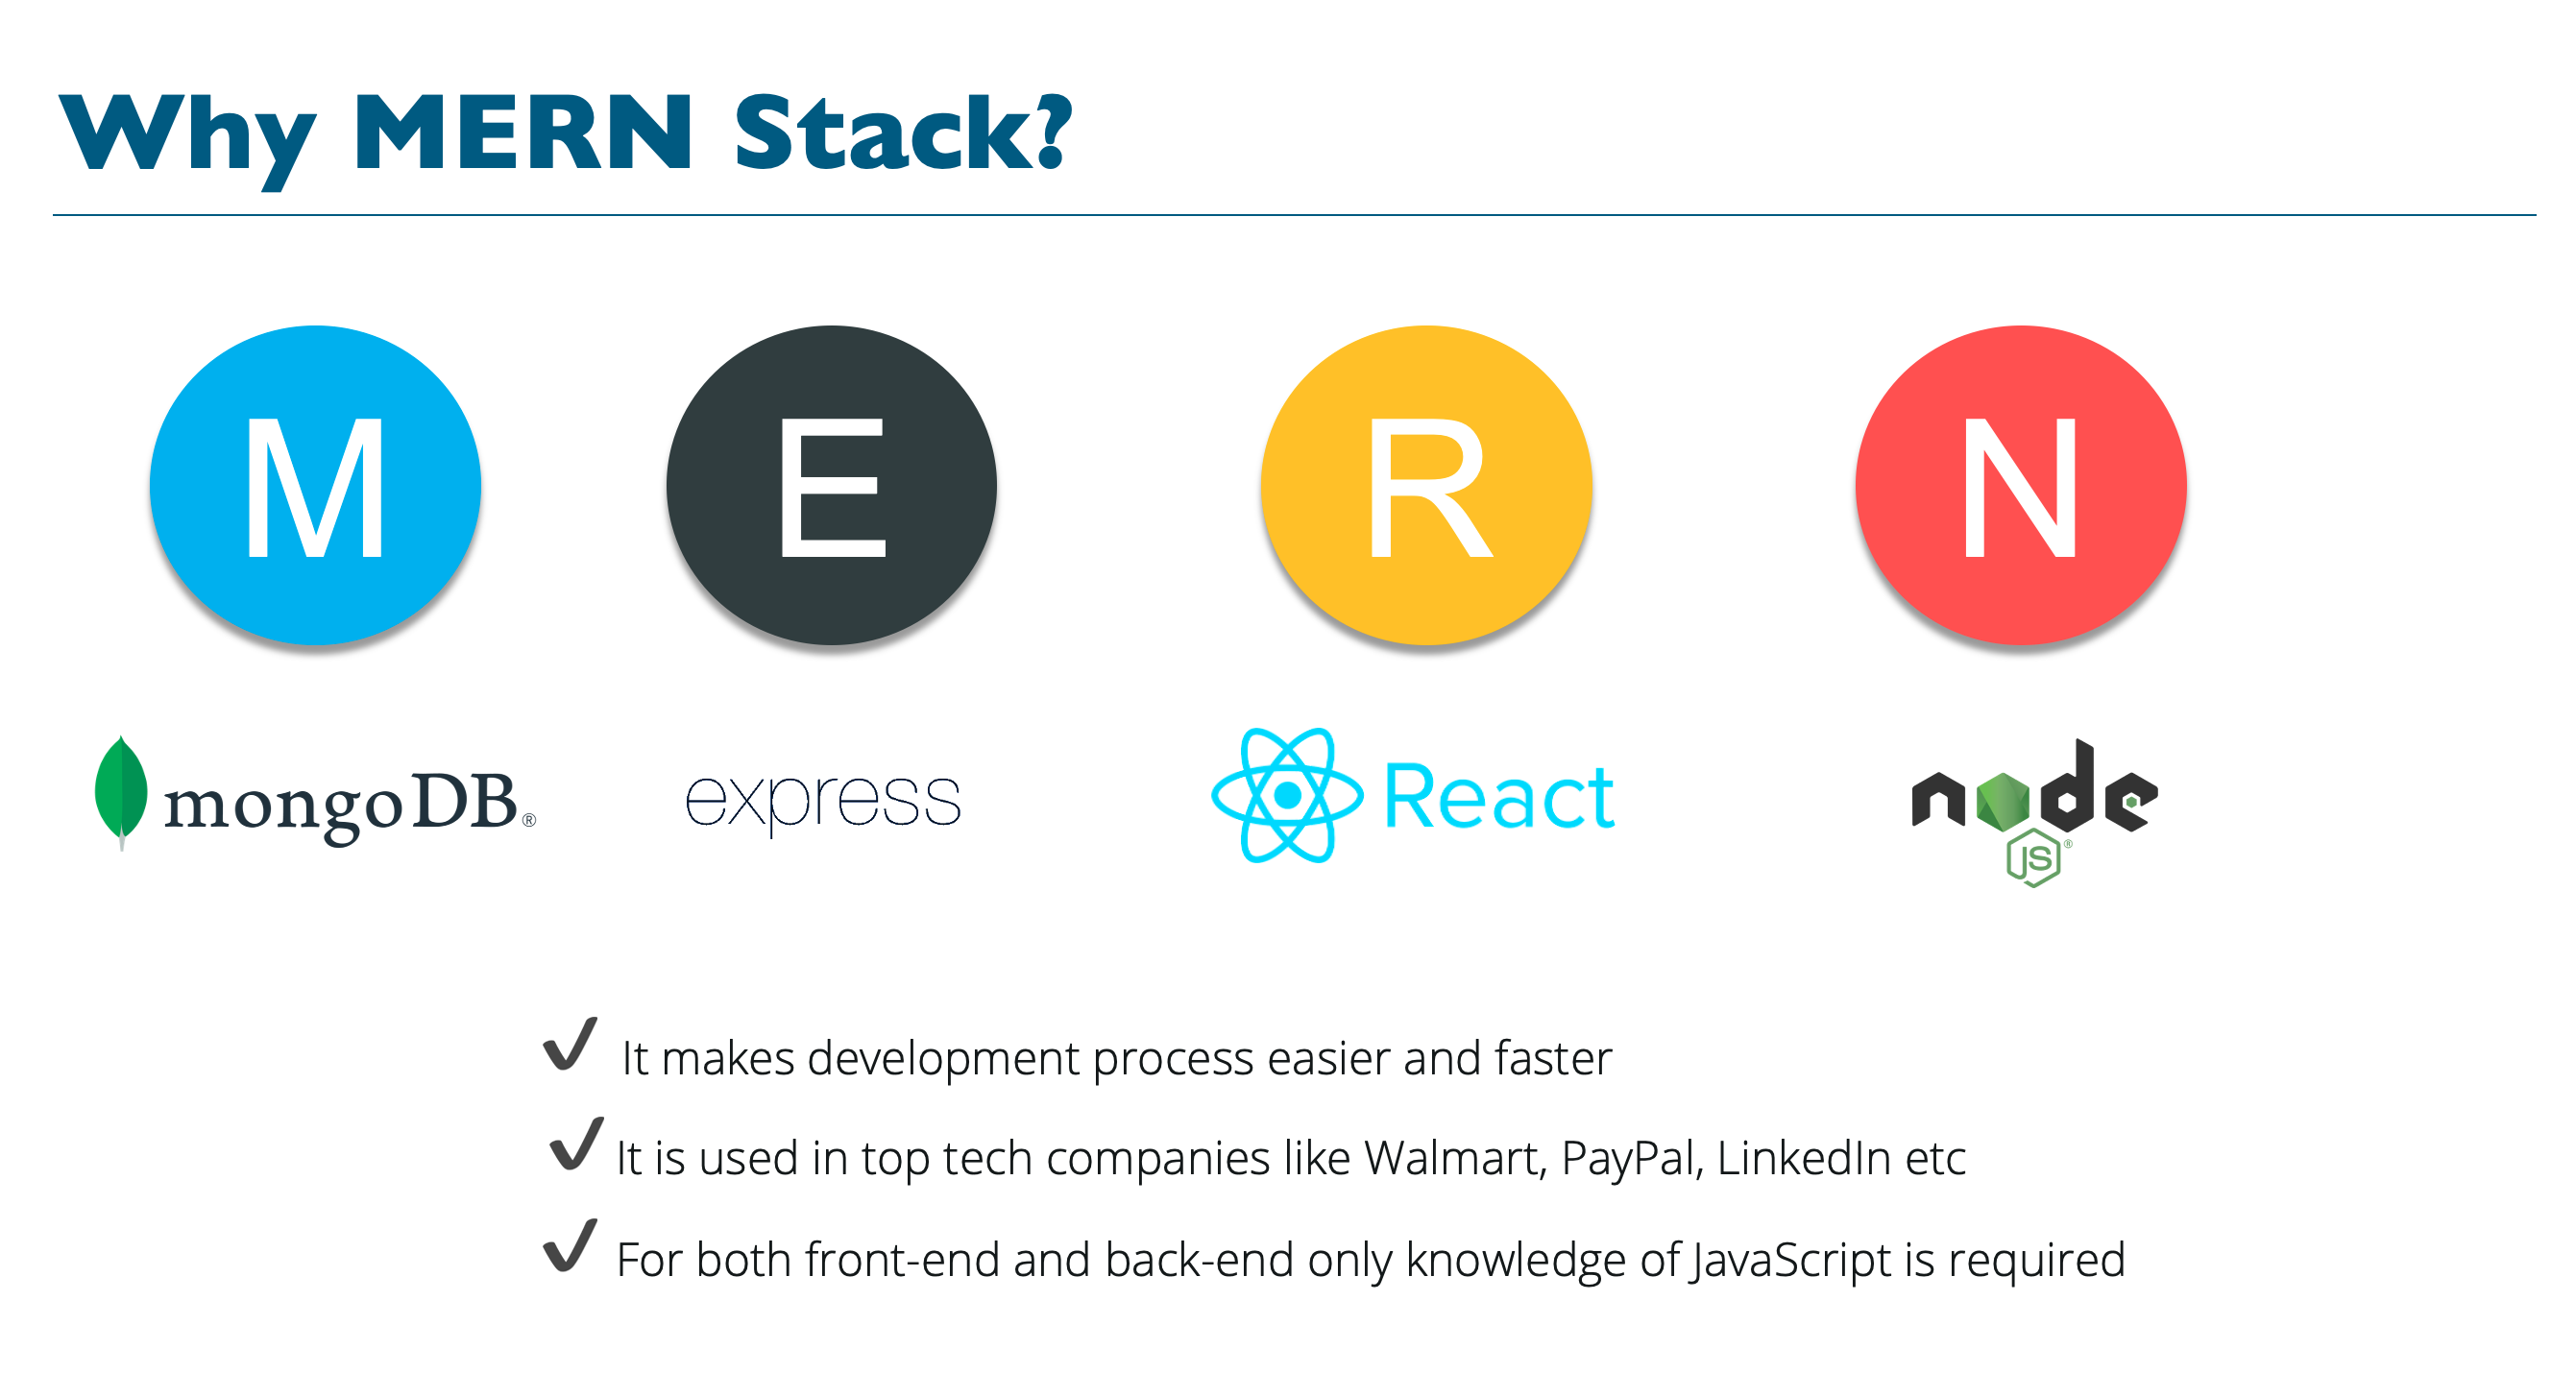 Why MERN Stack?
M E R N
mongoDB® express React node
JS®
✔ It makes development process easier and faster
✔ It is used in top tech companies like Walmart, PayPal, LinkedIn etc
✔ For both front-end and back-end only knowledge of JavaScript is required